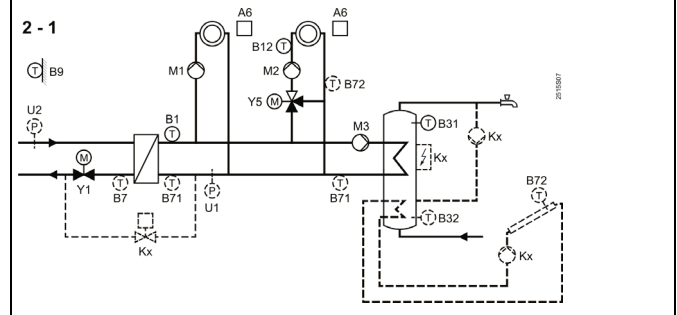 A6 A6
2 - 1
B12 T
M1 M2
T B9 T B72
Y5 M
2515S07
U2 B1 M3
P T T B31 Kx
M Kx
B72
T
Y1 T T P T
B7 B71 U1 B71
T B32
Kx Kx